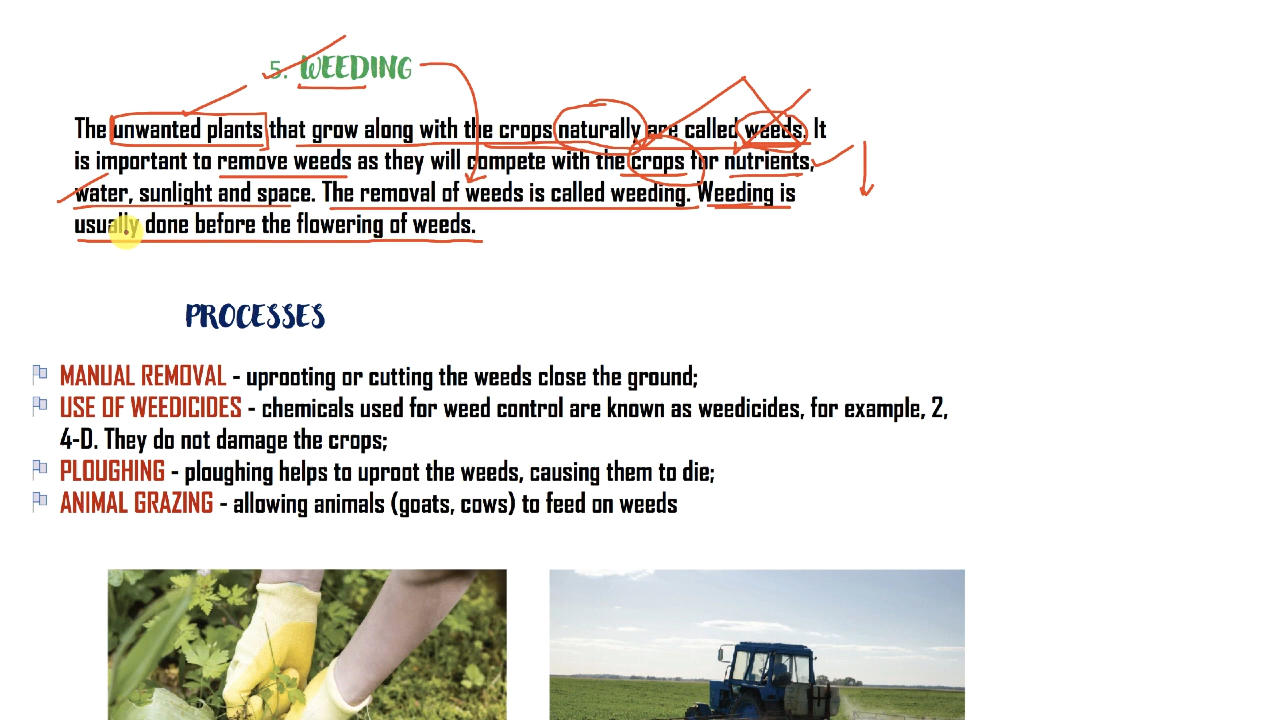 5. WEEDING
The unwanted plants that grow along with the crops naturally are called weeds. It
is important to remove weeds as they will compete with the crops for nutrients,
water, sunlight and space. The removal of weeds is called weeding. Weeding is
usually done before the flowering of weeds.
PROCESSES
MANUAL REMOVAL - uprooting or cutting the weeds close the ground;
USE OF WEEDICIDES - chemicals used for weed control are known as weedicides, for example, 2,
4-D. They do not damage the crops;
PLOUGHING - ploughing helps to uproot the weeds, causing them to die;
ANIMAL GRAZING - allowing animals (goats, cows) to feed on weeds